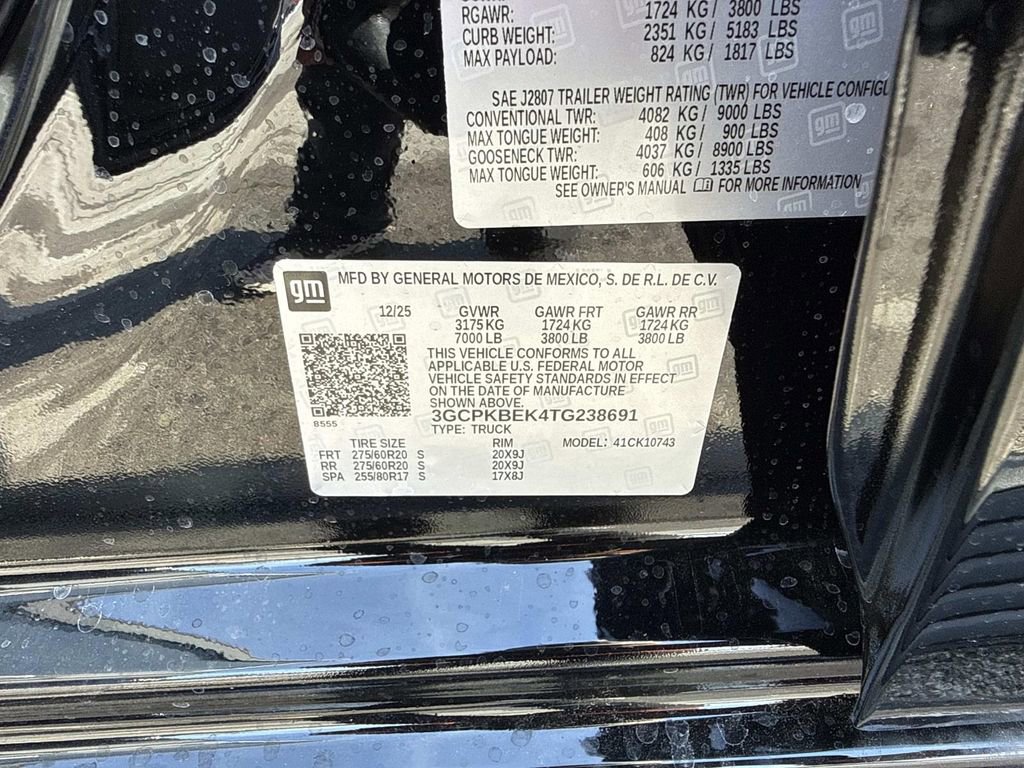 RGAWR: 1724 KG / 3800 LBS
CURB WEIGHT: 2351 KG / 5183 LBS
MAX PAYLOAD: 824 KG / 1817 LBS
SAE J2807 TRAILER WEIGHT RATING (TWR) FOR VEHICLE
CONVENTIONAL TWR: 4082 KG / 9000 LBS
MAX TONGUE WEIGHT: 408 KG / 900 LBS
GOOSENECK TWR: 4037 KG / 8900 LBS
MAX TONGUE WEIGHT: 606 KG / 1335 LBS
SEE OWNER'S MANUAL FOR MORE INFORMATION
gm
MFD BY GENERAL MOTORS DE MEXICO, S. DE R.L. DE C.V.
12/25 GVWR GAWR FRT GAWR RR
3175 KG 1724 KG 1724 KG
7000 LB 3800 LB 3800 LB
THIS VEHICLE CONFORMS TO ALL
APPLICABLE U.S. FEDERAL MOTOR
VEHICLE SAFETY STANDARDS IN EFFECT
ON THE DATE OF MANUFACTURE
SHOWN ABOVE.
3GCPKBEK4TG238691
8555
TYPE: TRUCK
TIRE SIZE RIM MODEL: 41CK10743
FRT 275/60R20 S 20X9J
RR 275/60R20 S 20X9J
SPA 255/80R17 S 17X8J